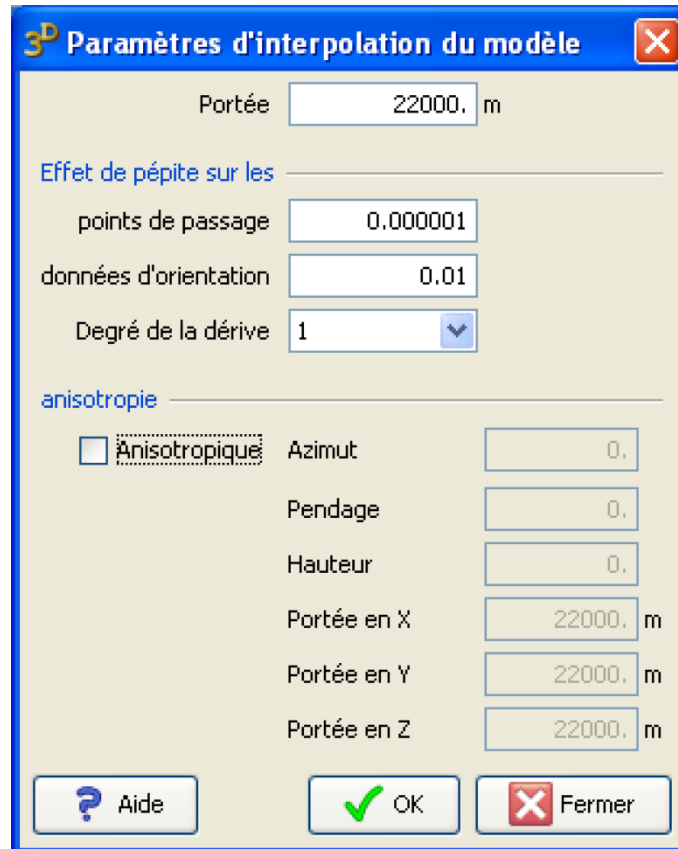 3D Paramètres d'interpolation du modèle
Portée 22000. m
Effet de pépite sur les
points de passage 0.000001
données d'orientation 0.01
Degré de la dérive 1
anisotropie
Anisotropique Azimut 0.
Pendage 0.
Hauteur 0.
Portée en X 22000. m
Portée en Y 22000. m
Portée en Z 22000. m
? Aide OK Fermer